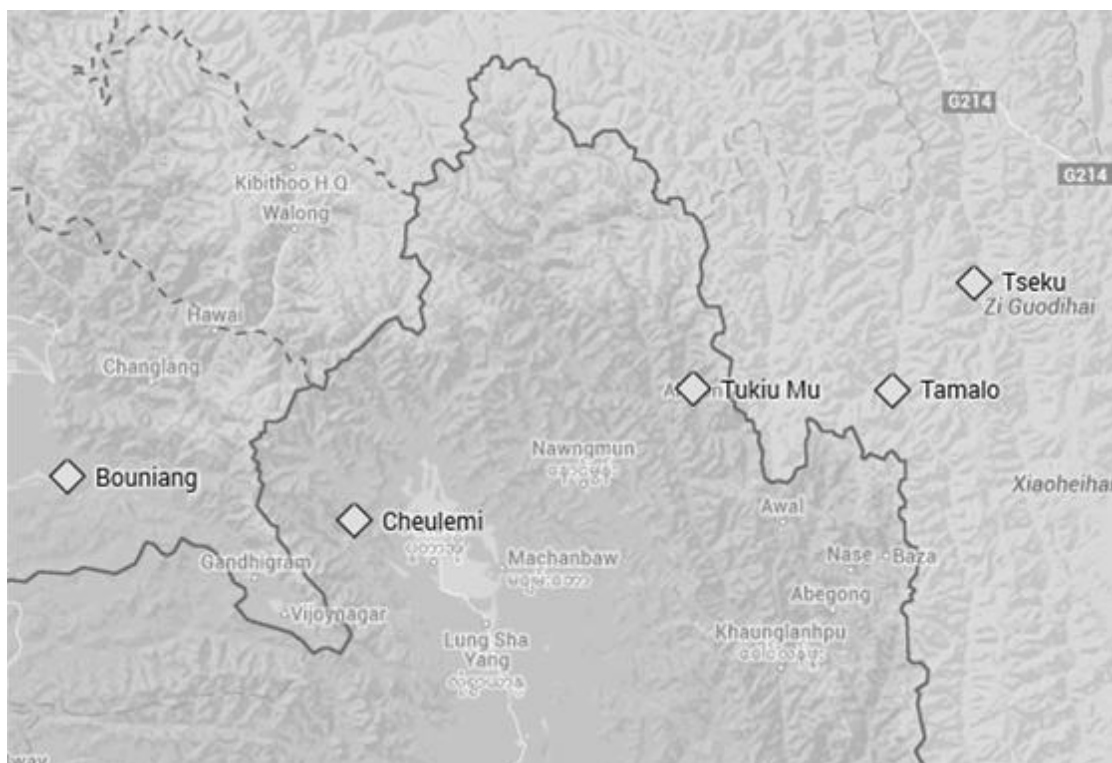 G214
G214
Kibithoo H.Q.
Walong
Tseku
Zi Guodihai
Hawai
Changlang
Tukiu Mu
Tamalo
Nawngmun
Bouniang
Xiaoheihai
Cheulemi
Awal
Gandhigram
Machanbaw
Nase
Baza
Abegong
Vijoynagar
Lung Sha
Yang
Khaunglanhpu
way